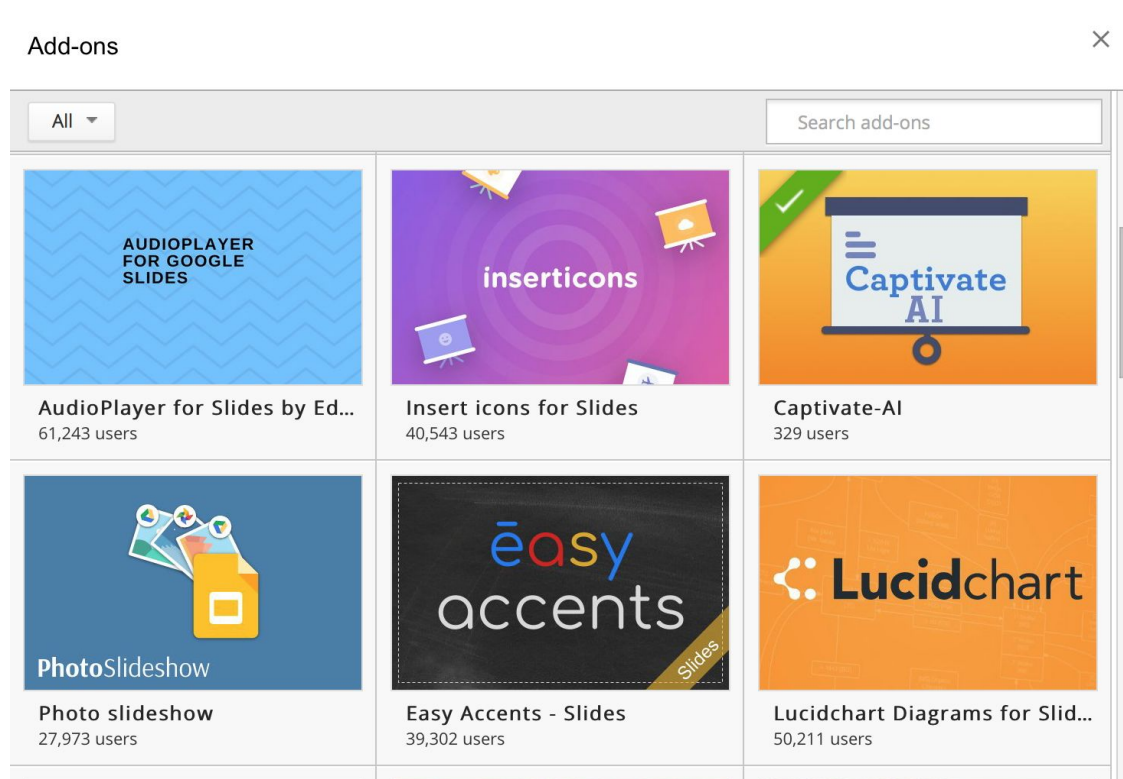 Add-ons
All
Search add-ons
AUDIOPLAYER
FOR GOOGLE
SLIDES
AudioPlayer for Slides by Ed...
61,243 users
inserticons
Insert icons for Slides
40,543 users
Captivate
AI
Captivate-AI
329 users
PhotoSlideshow
Photo slideshow
27,973 users
ēasy
accents
Slides
Easy Accents - Slides
39,302 users
Lucidchart
Lucidchart Diagrams for Slid...
50,211 users